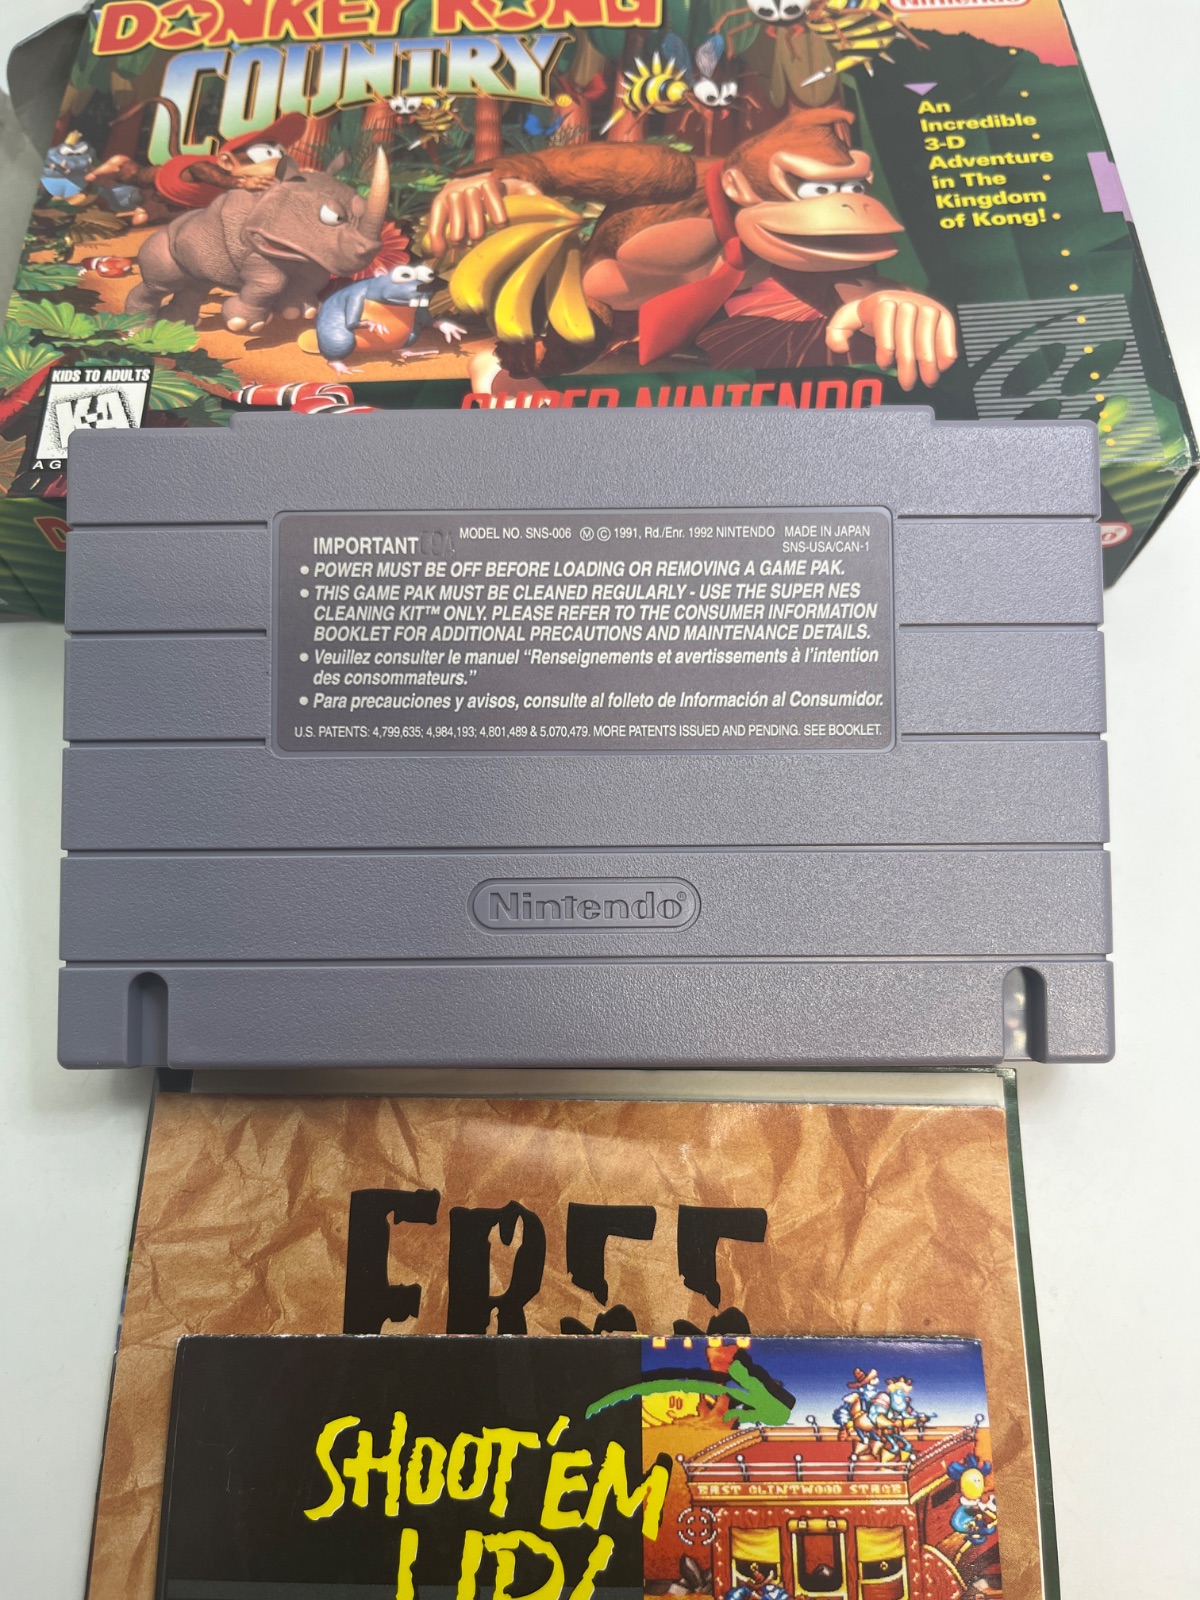 DONKEY KONG
COUNTRY
Nintendo
An
Incredible
3-D
Adventure
in The
Kingdom
of Kong!
KIDS TO ADULTS
K-A
SUPER NINTENDO
IMPORTANT
MODEL NO. SNS-006 Ⓜ © 1991, Rd./Enr. 1992 NINTENDO MADE IN JAPAN
SNS-USA/CAN-1
• POWER MUST BE OFF BEFORE LOADING OR REMOVING A GAME PAK.
• THIS GAME PAK MUST BE CLEANED REGULARLY - USE THE SUPER NES
CLEANING KIT™ ONLY. PLEASE REFER TO THE CONSUMER INFORMATION
BOOKLET FOR ADDITIONAL PRECAUTIONS AND MAINTENANCE DETAILS.
• Veuillez consulter le manuel “Renseignements et avertissements à l’intention
des consommateurs.”
• Para precauciones y avisos, consulte al folleto de Información al Consumidor.
U.S. PATENTS: 4,799,635; 4,984,193; 4,801,489 & 5,070,479. MORE PATENTS ISSUED AND PENDING. SEE BOOKLET.
Nintendo®
FREE
SHOOT 'EM
UP!
EAST CLINTWOOD STAGE